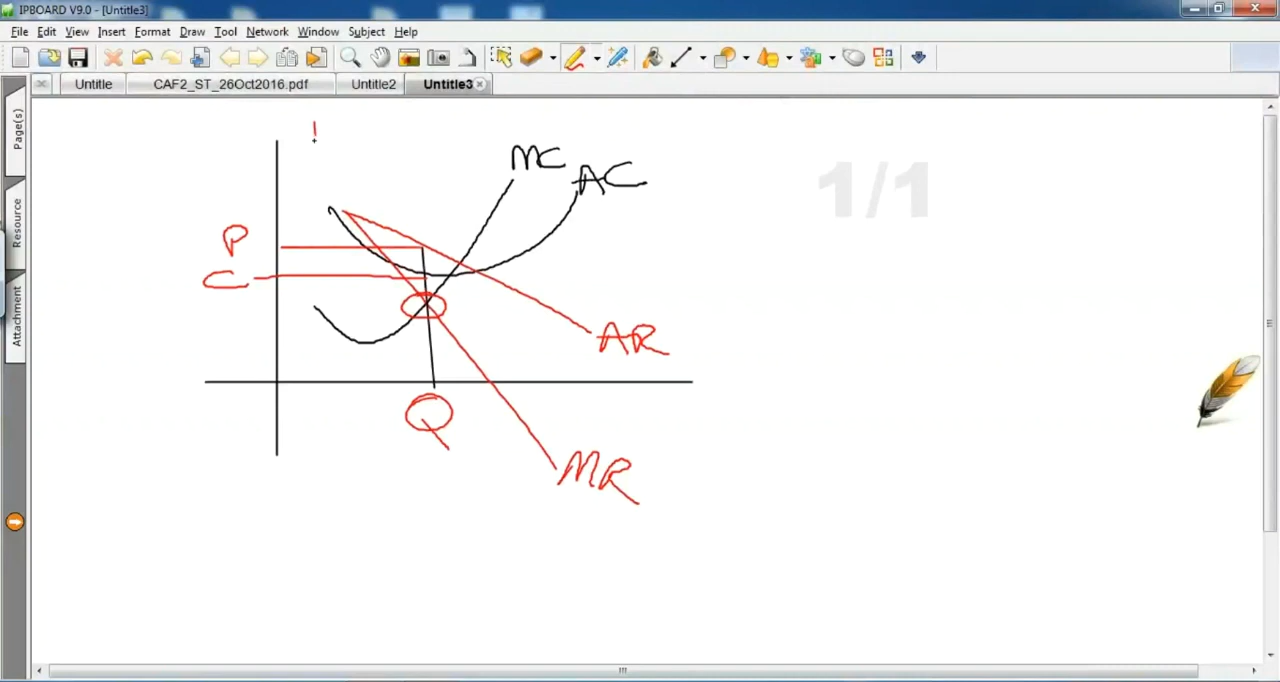 IPBOARD V9.0 - [Untitle3]
File Edit View Insert Format Draw Tool Network Window Subject Help
Untitle CAF2_ST_26Oct2016.pdf Untitle2 Untitle3
Page(s)
Resource
Attachment
1/1
MC
AC
P
C
AR
Q
MR